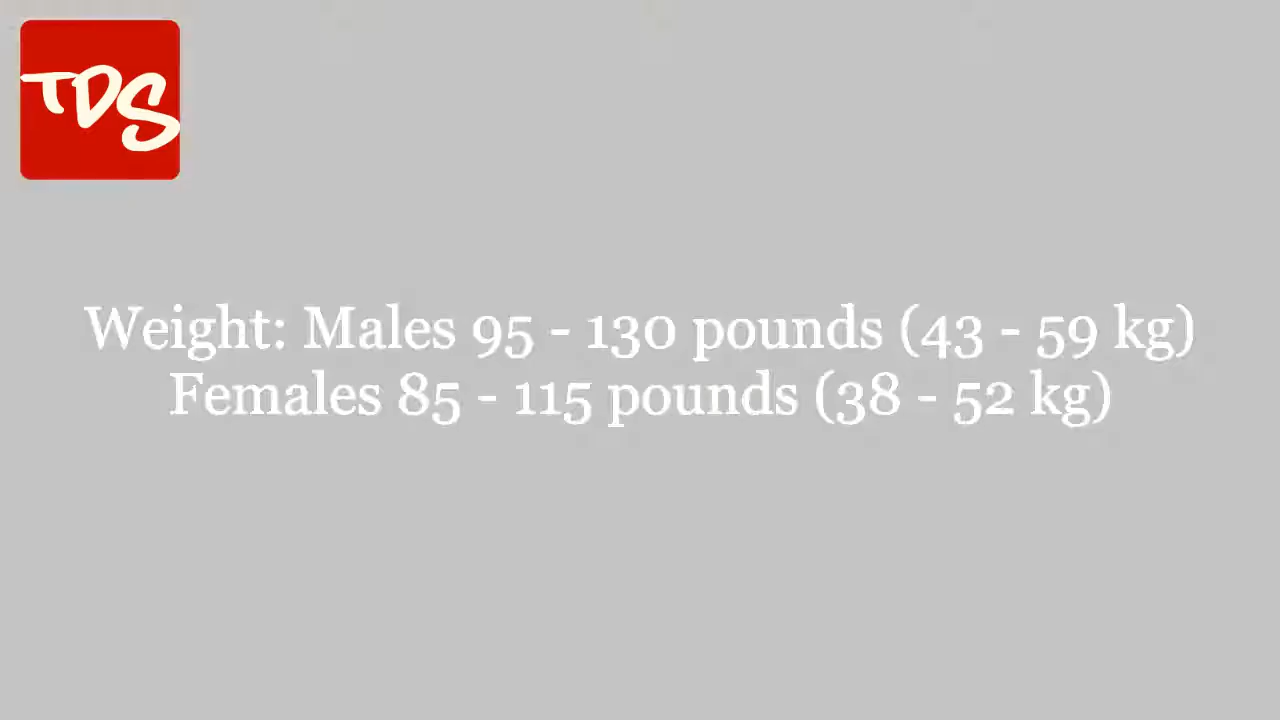 TDS
Weight: Males 95 - 130 pounds (43 - 59 kg)
Females 85 - 115 pounds (38 - 52 kg)